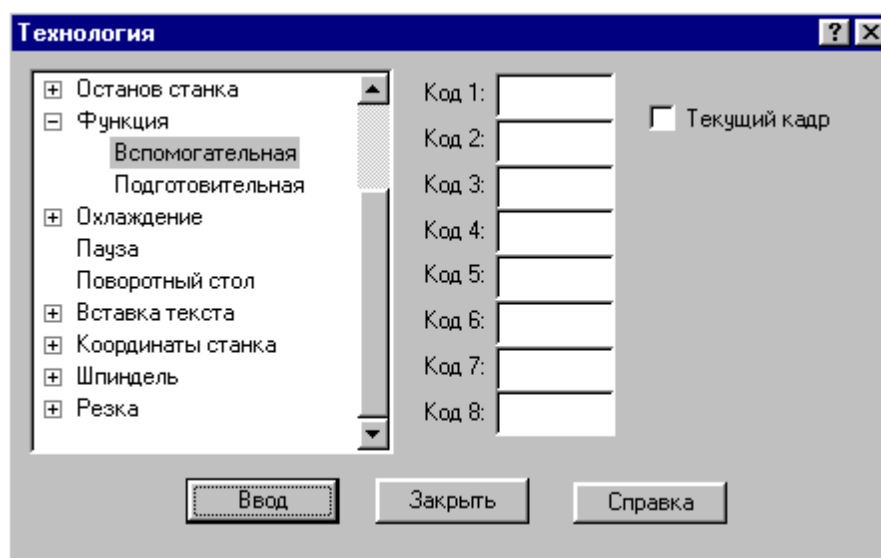 Технология
Останов станка
Функция
Вспомогательная
Подготовительная
Охлаждение
Пауза
Поворотный стол
Вставка текста
Координаты станка
Шпиндель
Резка
Код 1:
Код 2:
Код 3:
Код 4:
Код 5:
Код 6:
Код 7:
Код 8:
Текущий кадр
Ввод
Закрыть
Справка